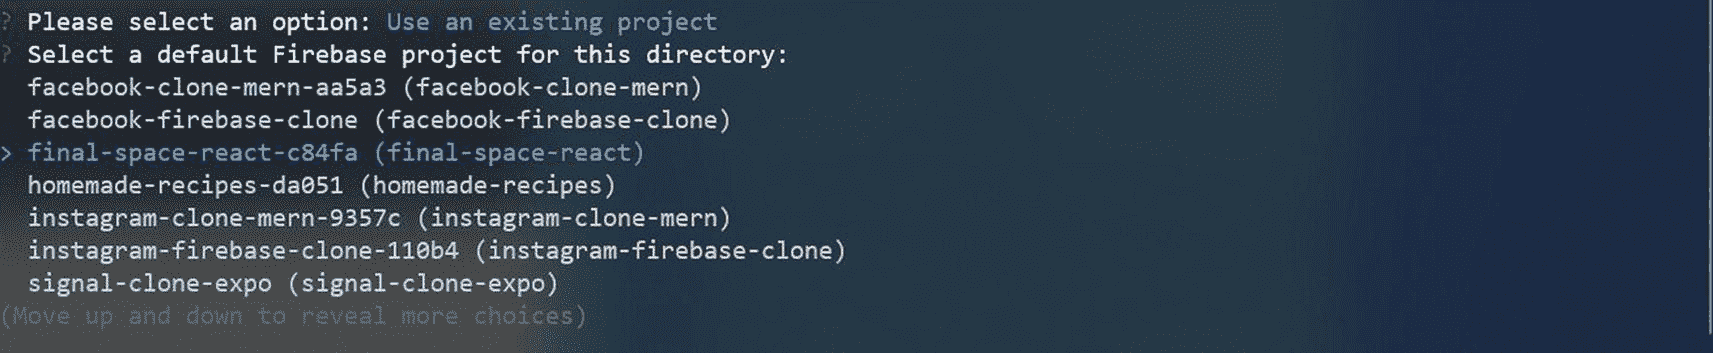 ? Please select an option: Use an existing project
? Select a default Firebase project for this directory:
facebook-clone-mern-aa5a3 (facebook-clone-mern)
facebook-firebase-clone (facebook-firebase-clone)
> final-space-react-c84fa (final-space-react)
homemade-recipes-da051 (homemade-recipes)
instagram-clone-mern-9357c (instagram-clone-mern)
instagram-firebase-clone-110b4 (instagram-firebase-clone)
signal-clone-expo (signal-clone-expo)
(Move up and down to reveal more choices)